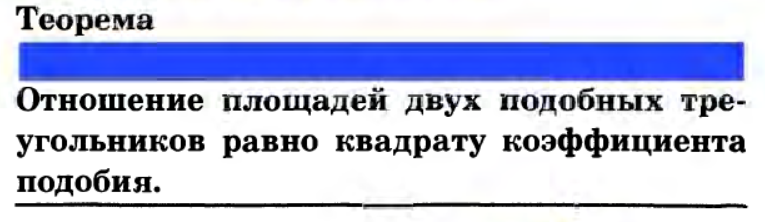 Теорема
Отношение площадей двух подобных тре-
угольников равно квадрату коэффициента
подобия.